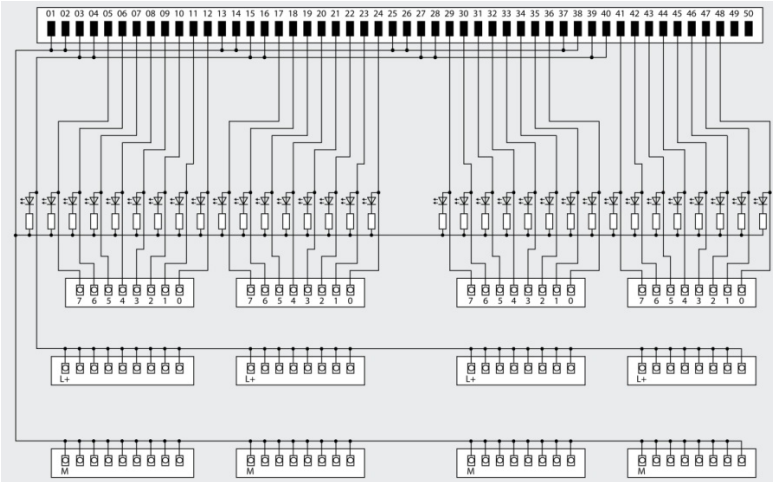 01 02 03 04 05 06 07 08 09 10 11 12 13 14 15 16 17 18 19 20 21 22 23 24 25 26 27 28 29 30 31 32 33 34 35 36 37 38 39 40 41 42 43 44 45 46 47 48 49 50
7 6 5 4 3 2 1 0 7 6 5 4 3 2 1 0 7 6 5 4 3 2 1 0 7 6 5 4 3 2 1 0
L+ L+ L+ L+
M M M M